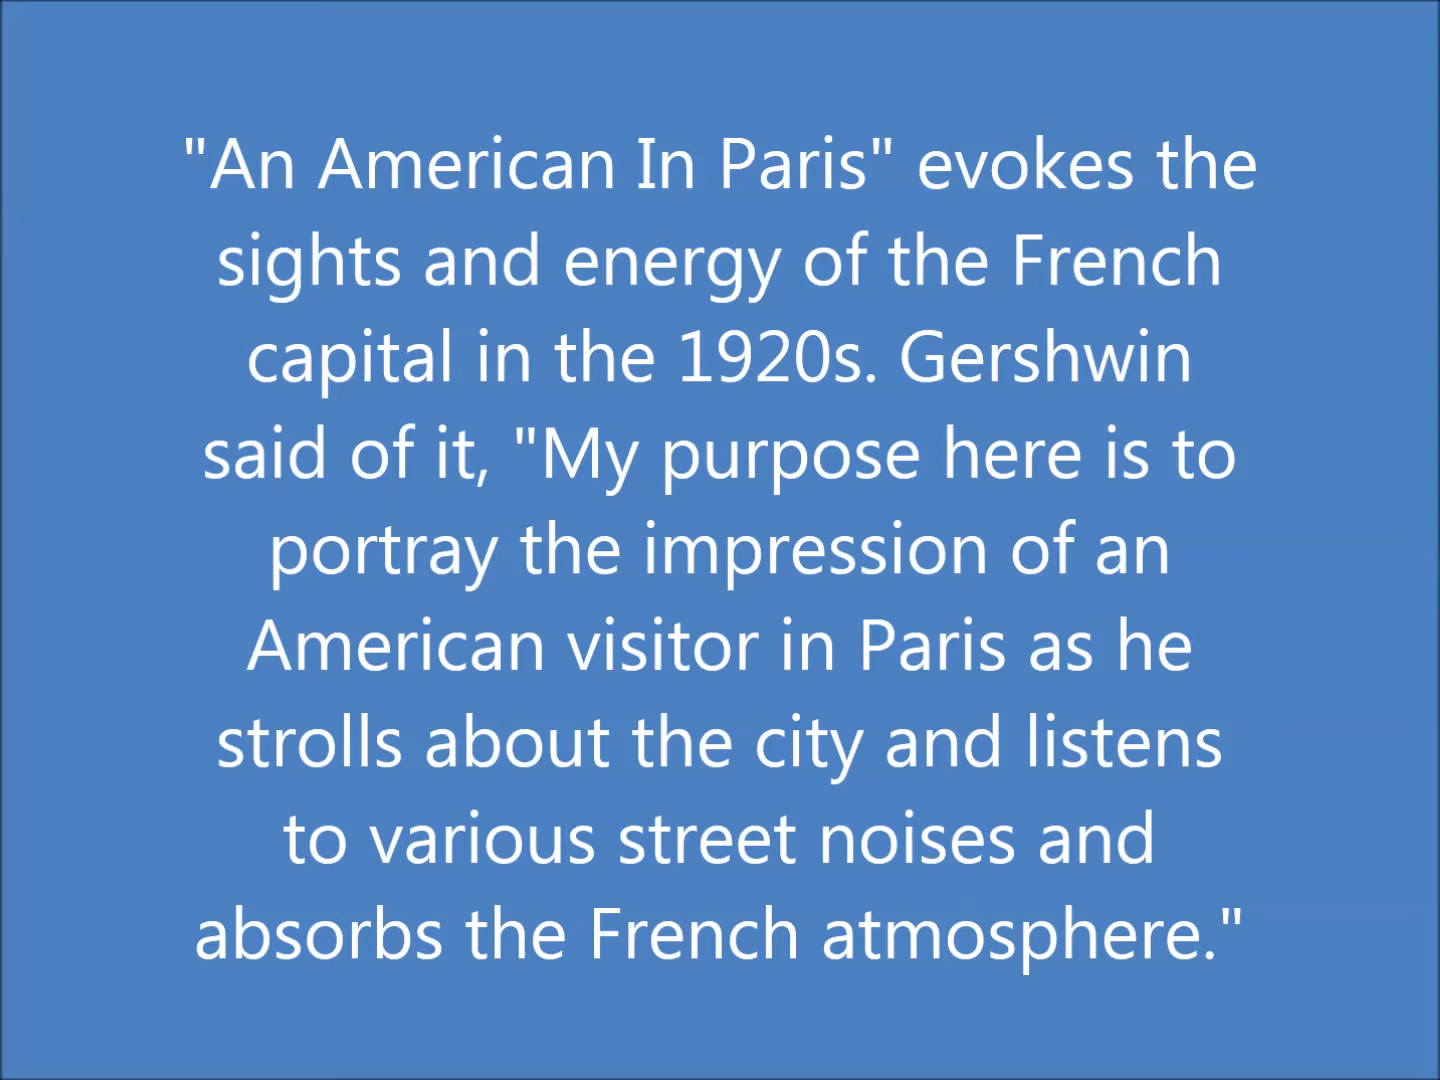 "An American In Paris" evokes the
sights and energy of the French
capital in the 1920s. Gershwin
said of it, "My purpose here is to
portray the impression of an
American visitor in Paris as he
strolls about the city and listens
to various street noises and
absorbs the French atmosphere."